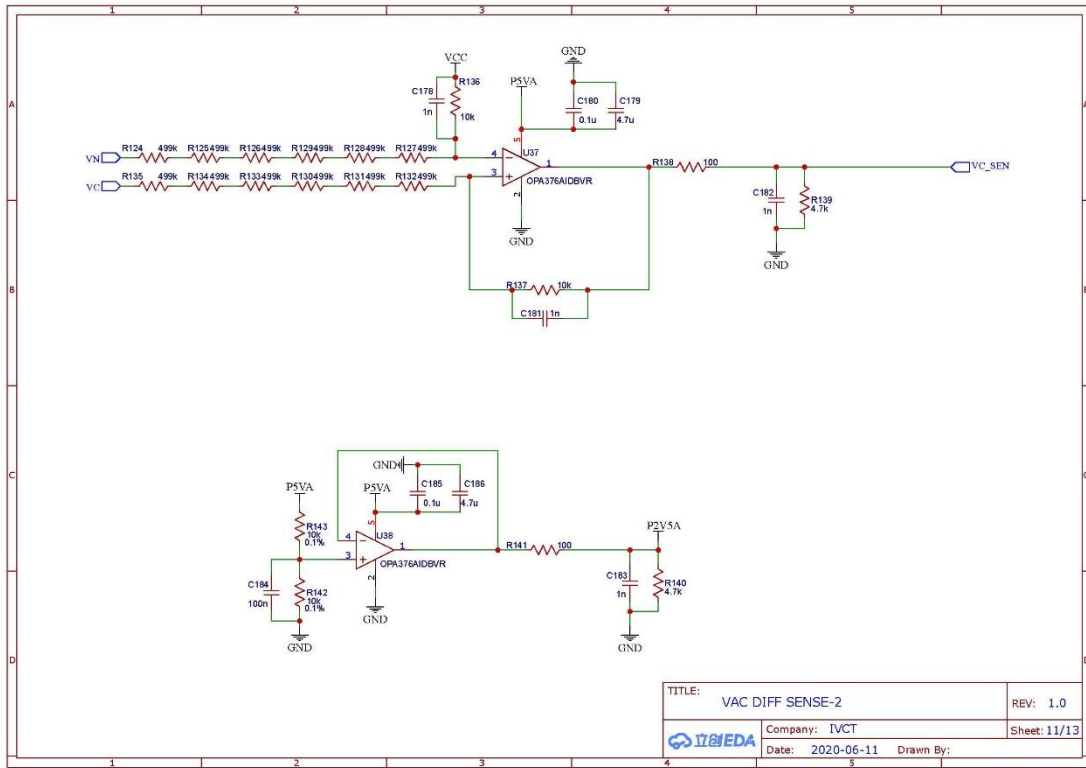 1 2 3 4 5
A A
VCC
GND
C178
1n
R136
10k
P5VA
C180
0.1u
C179
4.7u
VN
R124 499k R125499k R126499k R129499k R128499k R127499k
4
5
U37
1
R138 100
VC_SEN
VC
R135 499k R134499k R133499k R130499k R131499k R132499k
3
OPA376AIDBVR
2
GND
C182
1n
R139
4.7k
GND
B
R137 10k
C181 1n
C
GND
P5VA
P5VA
C185
0.1u
C186
4.7u
R143
10k
0.1%
5
4
U38
1
3
OPA376AIDBVR
2
R141 100
P2V5A
C184
100n
R142
10k
0.1%
GND
GND
C183
1n
R140
4.7k
GND
D
TITLE:
VAC DIFF SENSE-2
REV: 1.0
立创EDA
Company: IVCT
Sheet: 11/13
Date: 2020-06-11 Drawn By:
1 2 3 4 5